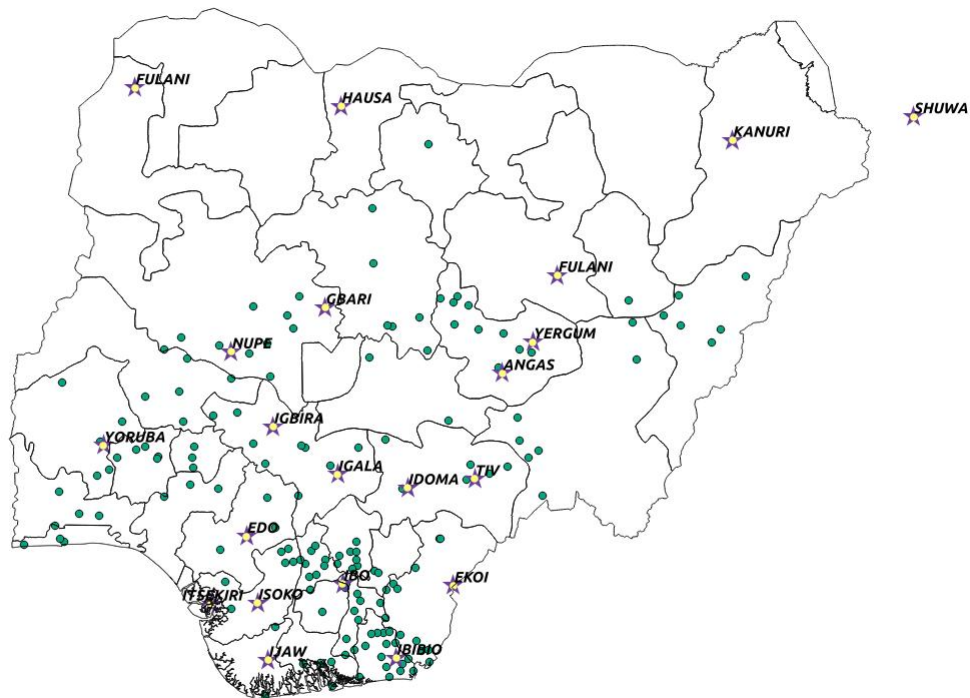 FULANI
HAUSA
SHUWA
KANURI
FULANI
GBARI
YERGUM
NUPE
ANGAS
IGBIRA
YORUBA
IGALA
TIV
IDOMA
EDO
IBO
EKOI
ITSEKIRI
ISOKO
IJAW
IBIBIO